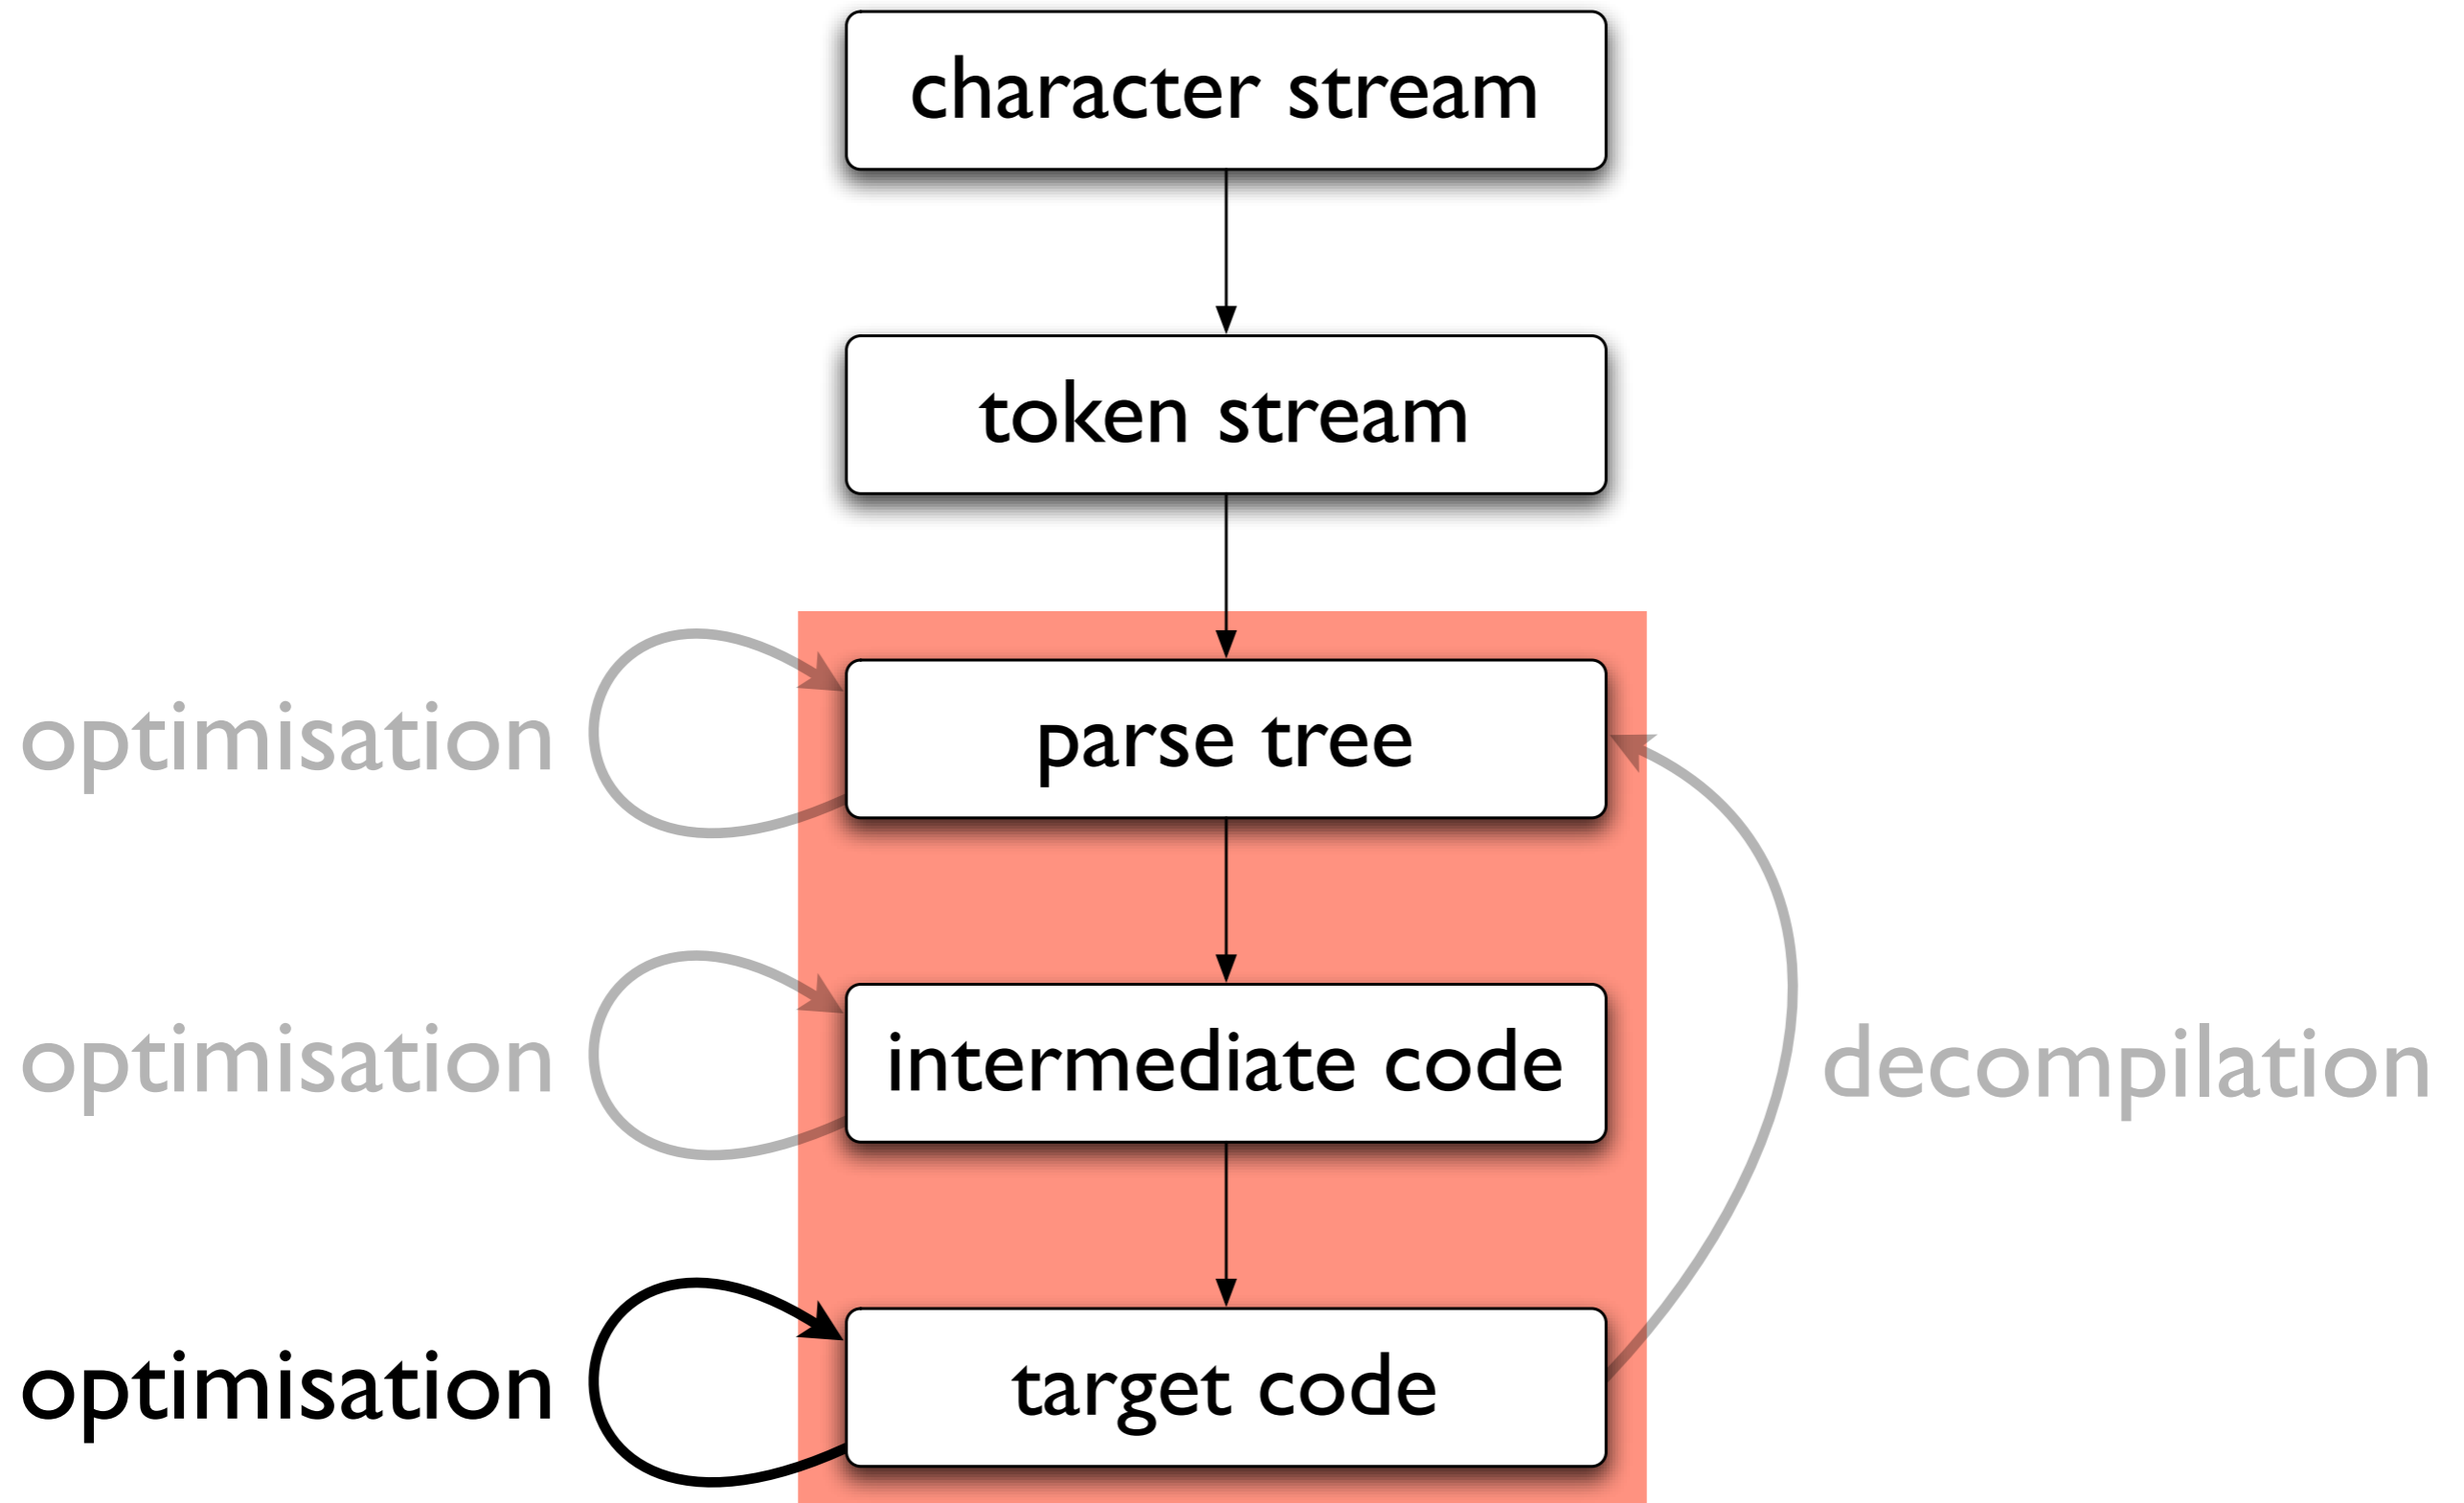 character stream
token stream
optimisation
parse tree
optimisation
intermediate code
decompilation
optimisation
target code